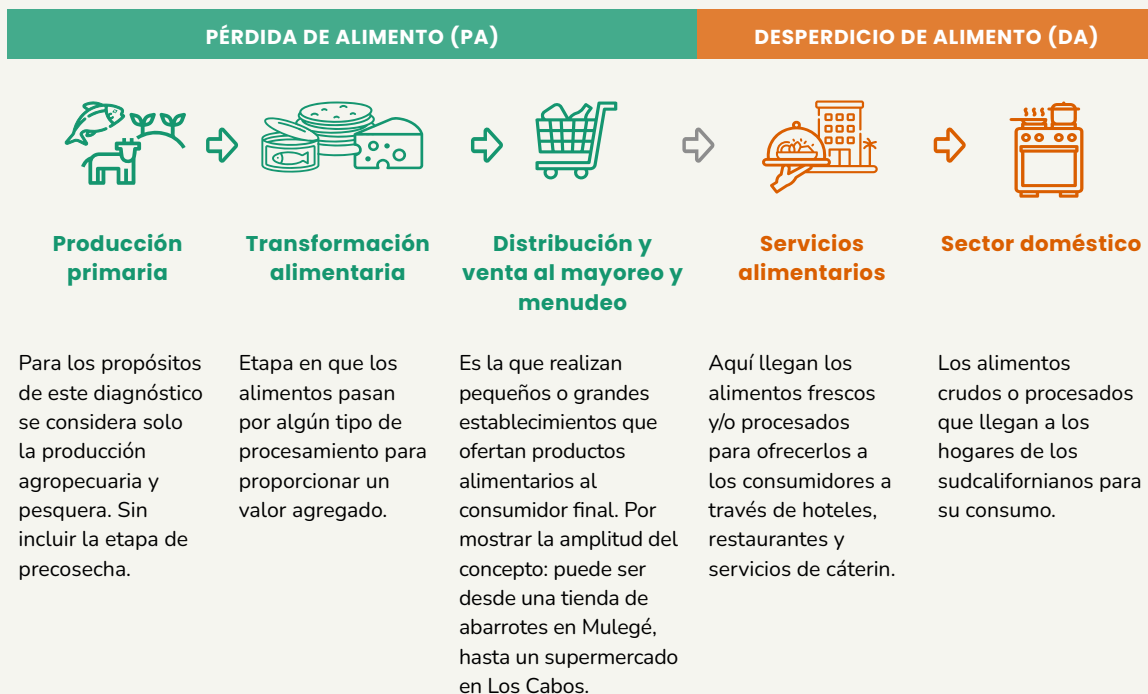 PÉRDIDA DE ALIMENTO (PA)
DESPERDICIO DE ALIMENTO (DA)
Producción
primaria
Para los propósitos
de este diagnóstico
se considera solo
la producción
agropecuaria y
pesquera. Sin
incluir la etapa de
precosecha.
Transformación
alimentaria
Etapa en que los
alimentos pasan
por algún tipo de
procesamiento para
proporcionar un
valor agregado.
Distribución y
venta al mayoreo y
menudeo
Es la que realizan
pequeños o grandes
establecimientos que
ofertan productos
alimentarios al
consumidor final. Por
mostrar la amplitud del
concepto: puede ser
desde una tienda de
abarrotes en Mulegé,
hasta un supermercado
en Los Cabos.
Servicios
alimentarios
Aquí llegan los
alimentos frescos
y/o procesados
para ofrecerlos a
los consumidores a
través de hoteles,
restaurantes y
servicios de cáterin.
Sector doméstico
Los alimentos
crudos o procesados
que llegan a los
hogares de los
sudcalifornianos para
su consumo.